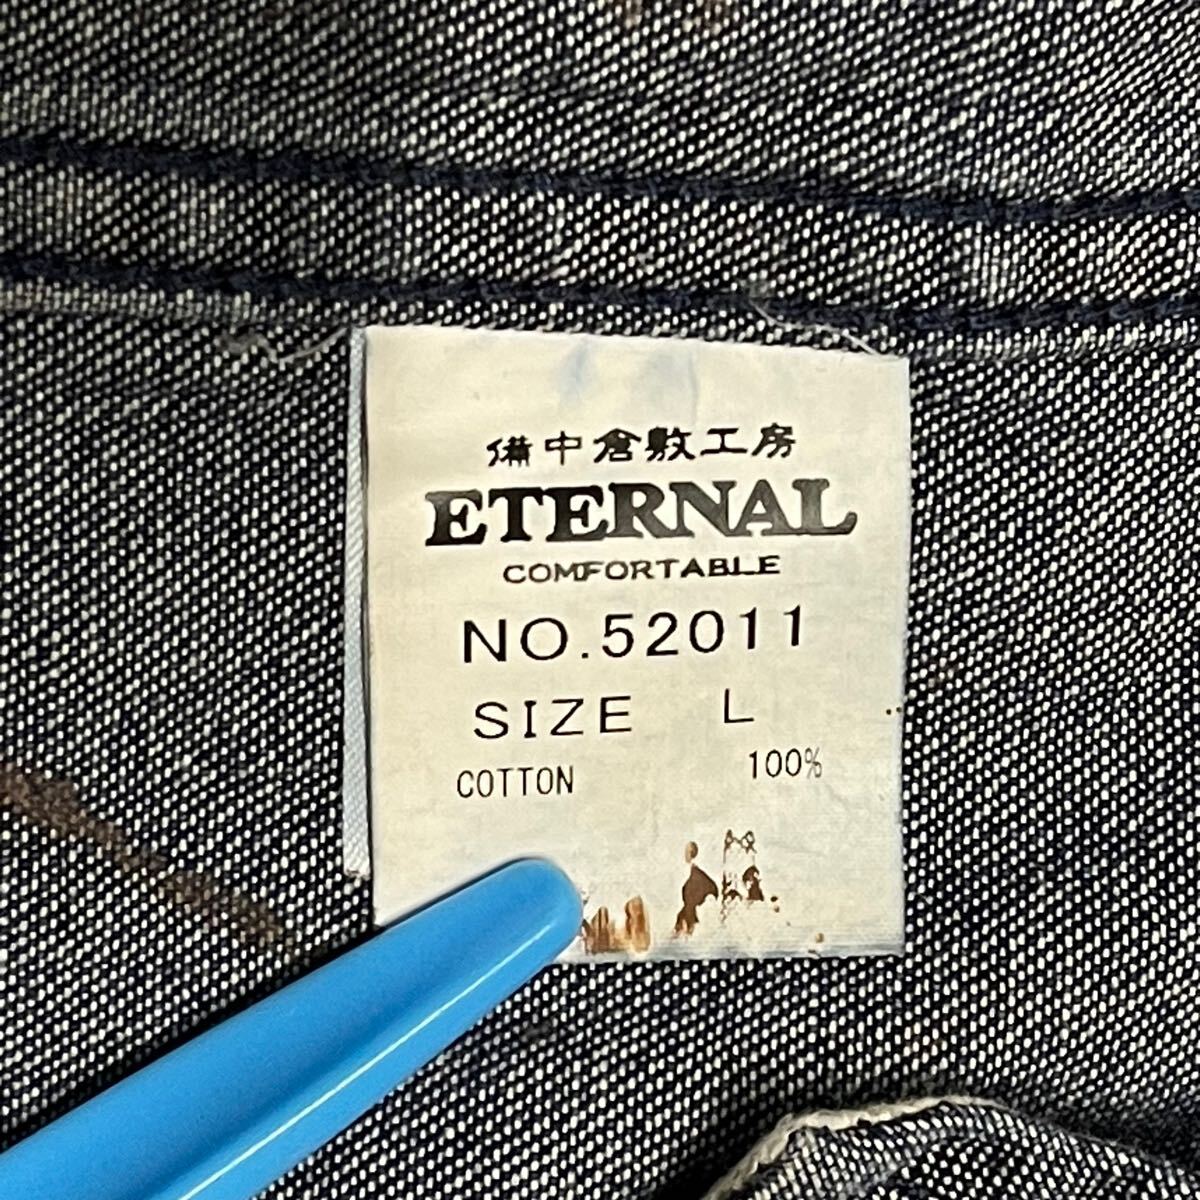 備中倉敷工房
ETERNAL
COMFORTABLE
NO.52011
SIZE L
COTTON 100%